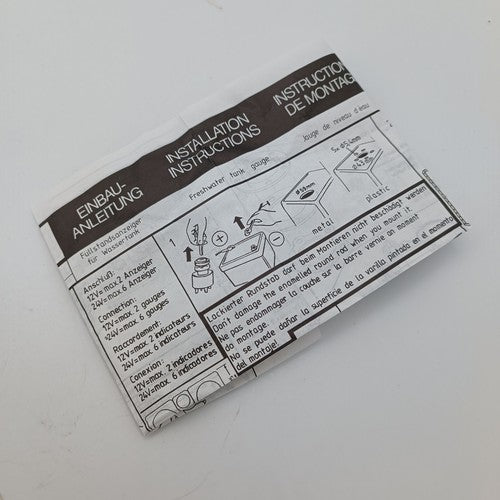 EINBAU-
ANLEITUNG
INSTALLATION
INSTRUCTIONS
INSTRUCTION
DE MONTAG
Füllstandsanzeiger
für Wassertank
Freshwater tank gauge
Jauge de niveau d'eau
Anschluß:
12V=max.2 Anzeiger
24V=max 6 Anzeiger
Connection:
12V=max. 2 gauges
24V=max. 6 gauges
Raccordement:
12V=max. 2 indicateurs
24V=max. 6 indicateurs
Conexion:
12V=max. 2 indicadores
24V=max. 6 indicadores
1
+
-
metal
plastic
Lackierter Rundstab darf beim Montieren nicht beschädigt werden
Don't damage the enamelled round rod when you mount it
Ne pas endommager la couche sur la barre vernie an moment
du montage.
No se puede dañar la superficie de la varilla pintada en el momento
del montaje!